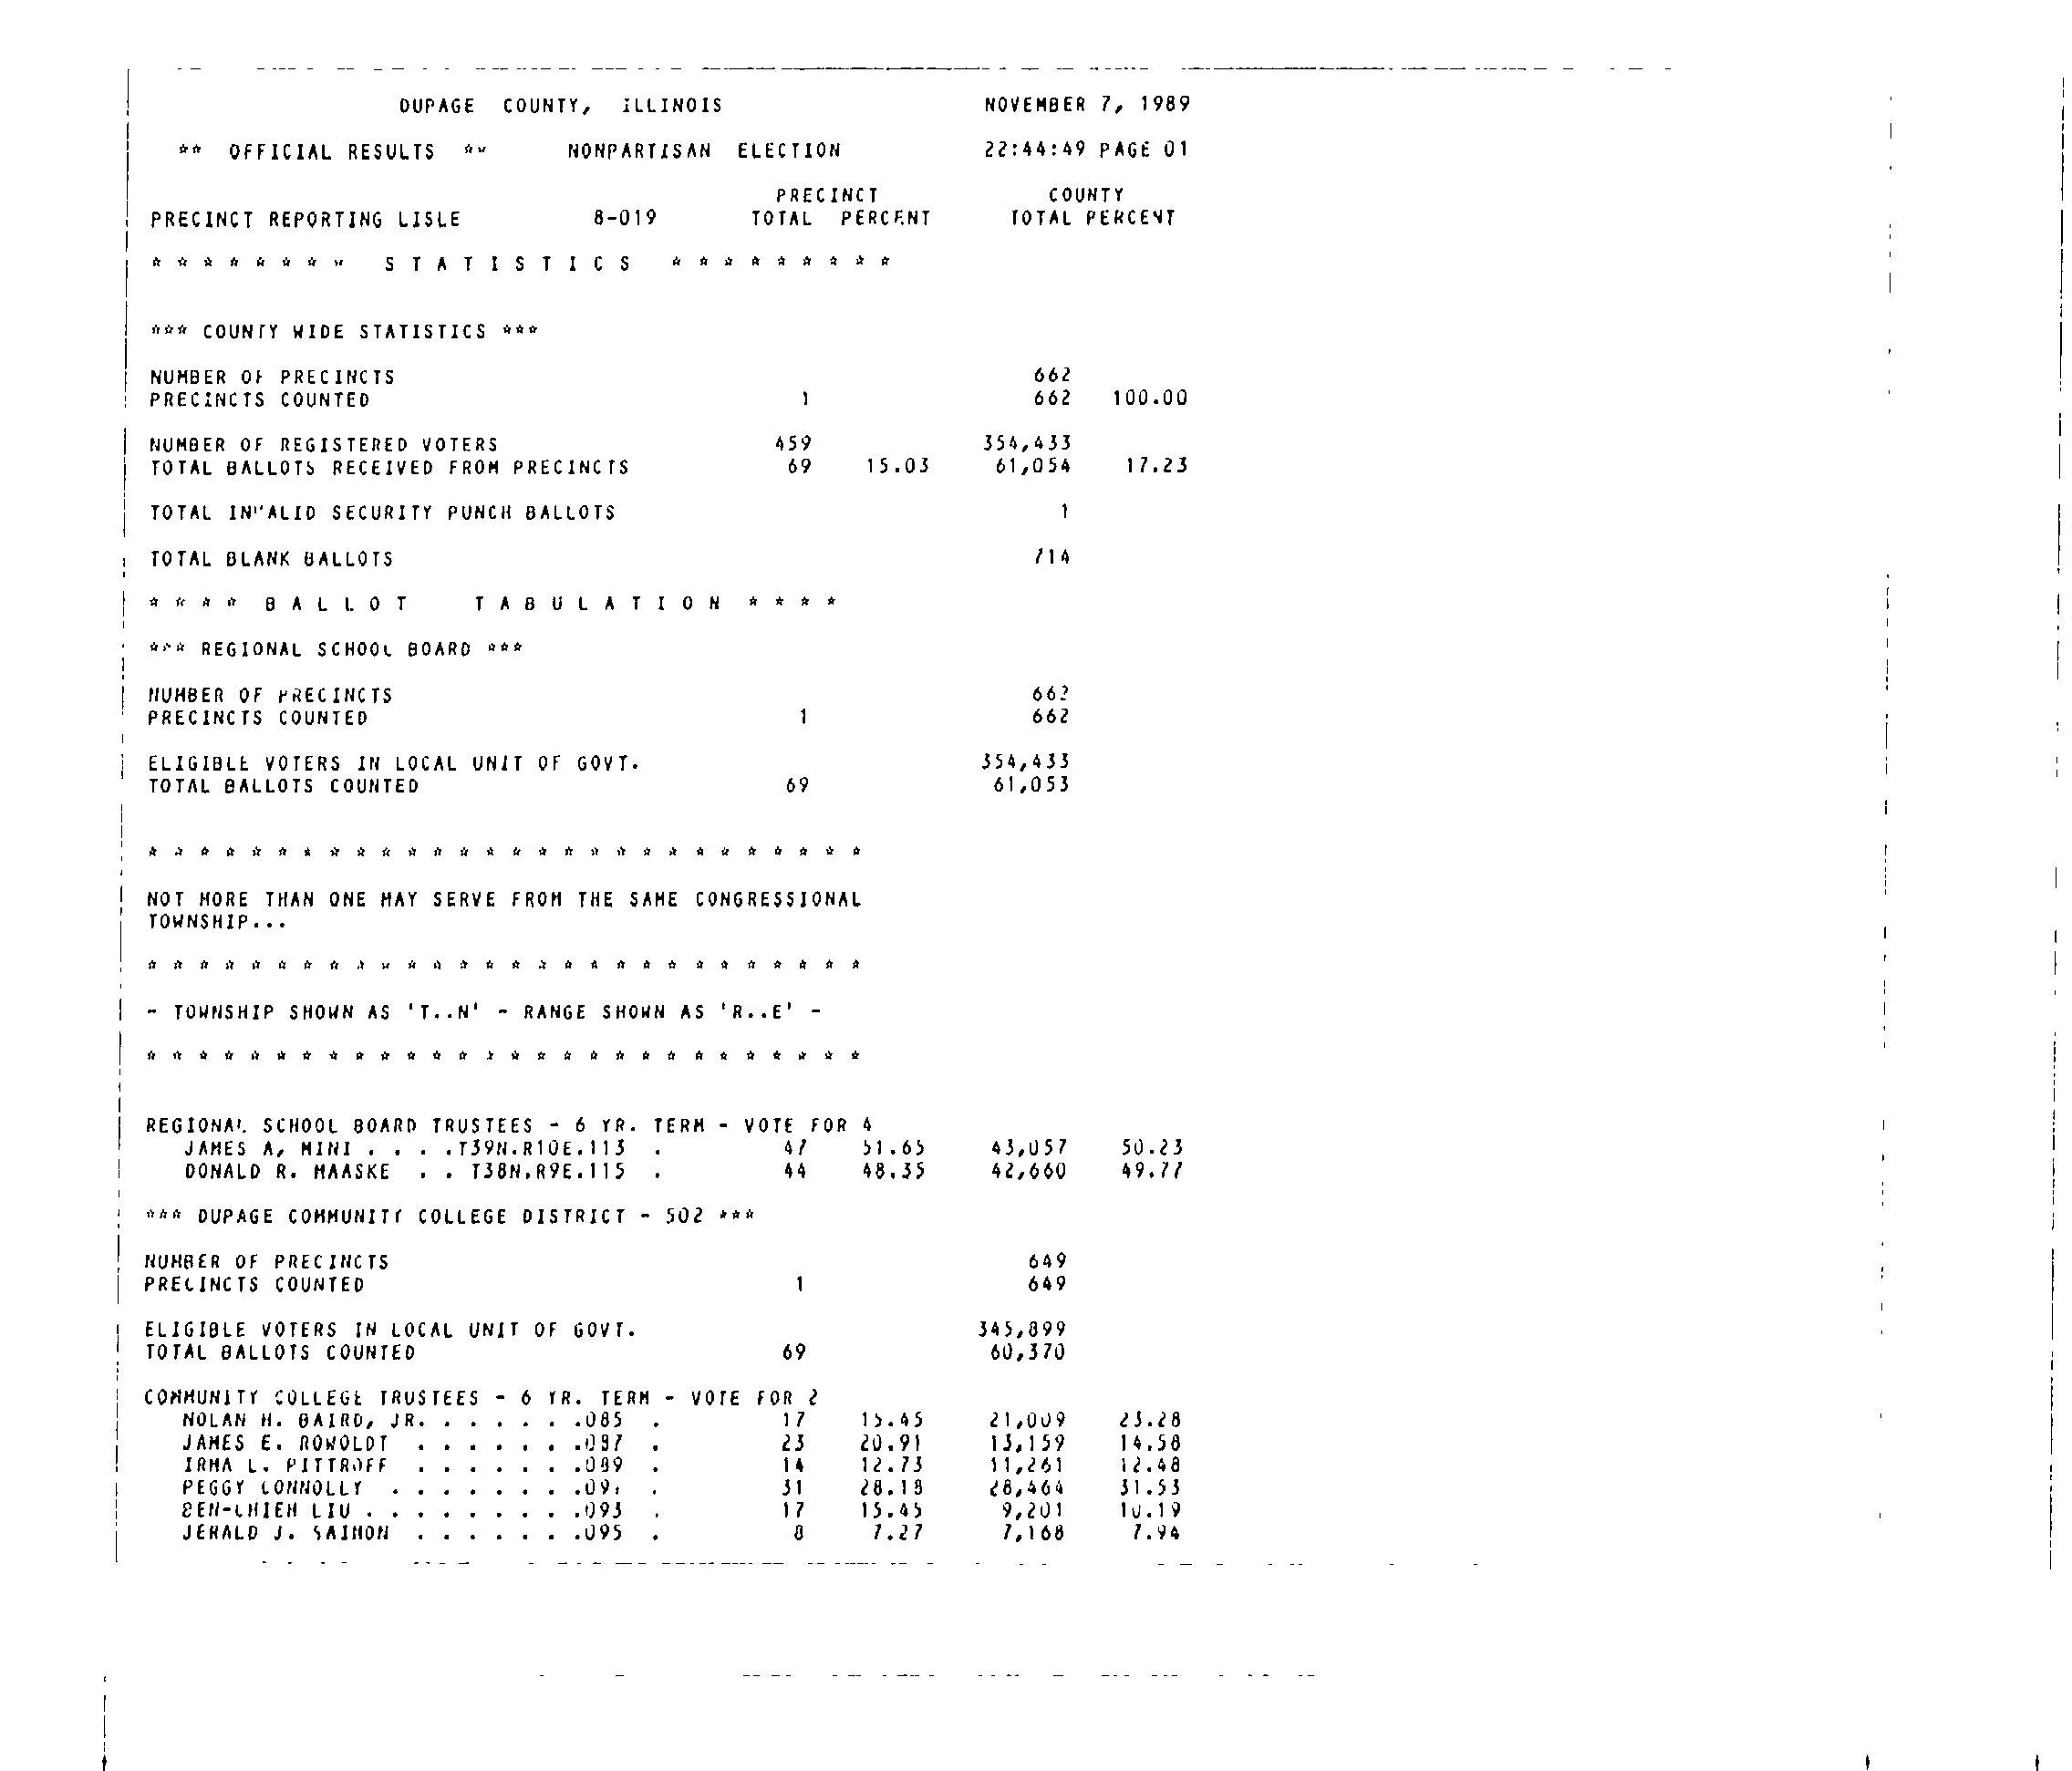 DUPAGE COUNTY, ILLINOIS NOVEMBER 7, 1989
** OFFICIAL RESULTS ** NONPARTISAN ELECTION 22:44:49 PAGE 01
PRECINCT COUNTY
PRECINCT REPORTING LISLE 8-019 TOTAL PERCENT TOTAL PERCENT
* * * * * * * * S T A T I S T I C S * * * * * * * * *
*** COUNTY WIDE STATISTICS ***
NUMBER OF PRECINCTS 662
PRECINCTS COUNTED 1 662 100.00
NUMBER OF REGISTERED VOTERS 459 354,433
TOTAL BALLOTS RECEIVED FROM PRECINCTS 69 15.03 61,054 17.23
TOTAL INVALID SECURITY PUNCH BALLOTS 1
TOTAL BLANK BALLOTS 714
* * * * B A L L O T T A B U L A T I O N * * * *
*** REGIONAL SCHOOL BOARD ***
NUMBER OF PRECINCTS 662
PRECINCTS COUNTED 1 662
ELIGIBLE VOTERS IN LOCAL UNIT OF GOVT. 354,433
TOTAL BALLOTS COUNTED 69 61,053
* * * * * * * * * * * * * * * * * * * * * * * * * * * *
NOT MORE THAN ONE MAY SERVE FROM THE SAME CONGRESSIONAL
TOWNSHIP...
* * * * * * * * * * * * * * * * * * * * * * * * * * * *
- TOWNSHIP SHOWN AS 'T..N' - RANGE SHOWN AS 'R..E' -
* * * * * * * * * * * * * * * * * * * * * * * * * * * *
REGIONAL SCHOOL BOARD TRUSTEES - 6 YR. TERM - VOTE FOR 4
JAMES A, MINI . . . .T39N.R10E.113 . 47 51.65 43,057 50.23
DONALD R. MAASKE . . T38N.R9E.115 . 44 48.35 42,660 49.77
*** DUPAGE COMMUNITY COLLEGE DISTRICT - 502 ***
NUMBER OF PRECINCTS 649
PRECINCTS COUNTED 1 649
ELIGIBLE VOTERS IN LOCAL UNIT OF GOVT. 345,899
TOTAL BALLOTS COUNTED 69 60,370
COMMUNITY COLLEGE TRUSTEES - 6 YR. TERM - VOTE FOR 2
NOLAN H. BAIRD, JR. . . . . . .085 . 17 15.45 21,009 23.28
JAMES E. ROWOLDT . . . . . . .087 . 23 20.91 13,159 14.58
IRMA L. PITTROFF . . . . . . .089 . 14 12.73 11,261 12.48
PEGGY CONNOLLY . . . . . . . . 31 28.18 28,464 31.53
BEN-CHIEH LIU . . . . . . . . .093 . 17 15.45 9,201 10.19
JERALD J. SAIMON . . . . . . .095 . 8 7.27 7,168 7.94